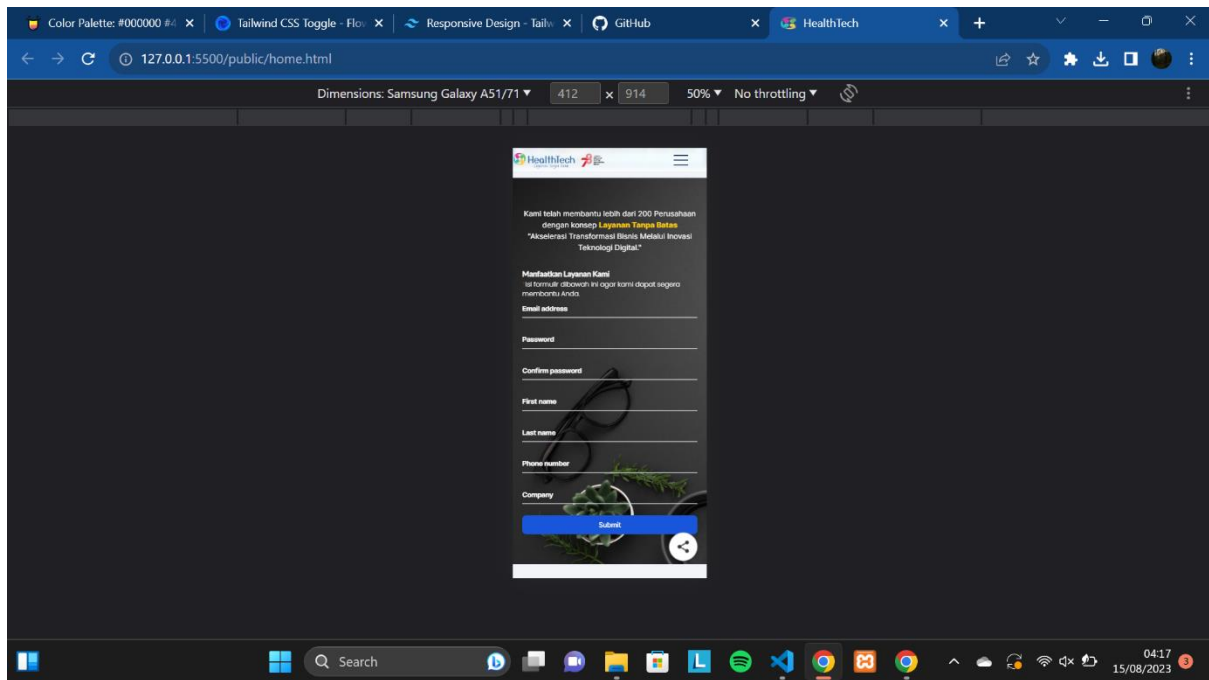 Color Palette: #000000 #4
Tailwind CSS Toggle - Flow
Responsive Design - Tailw
GitHub
HealthTech
127.0.0.1:5500/public/home.html
Dimensions: Samsung Galaxy A51/71
412 x 914
50%
No throttling
HealthTech
78
Kami telah membantu lebih dari 200 Perusahaan
dengan konsep Layanan Tanpa Batas
"Akselerasi Transformasi Bisnis Melalui Inovasi
Teknologi Digital."
Manfaatkan Layanan Kami
Isi formulir dibawah ini agar kami dapat segera
membantu Anda.
Email address
Password
Confirm password
First name
Last name
Phone number
Company
Submit
Search
04:17
15/08/2023
3